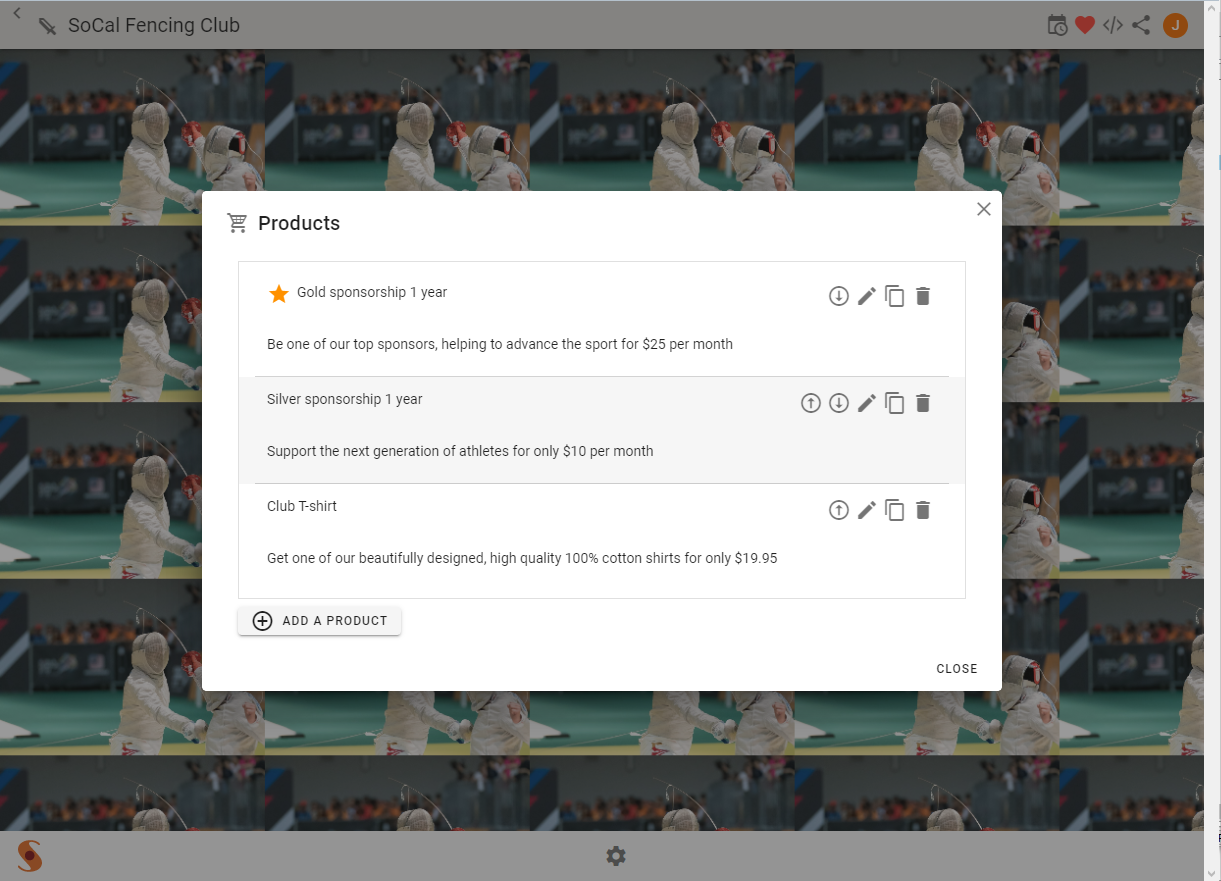 SoCal Fencing Club
J
Products
Gold sponsorship 1 year
Be one of our top sponsors, helping to advance the sport for $25 per month
Silver sponsorship 1 year
Support the next generation of athletes for only $10 per month
Club T-shirt
Get one of our beautifully designed, high quality 100% cotton shirts for only $19.95
ADD A PRODUCT
CLOSE